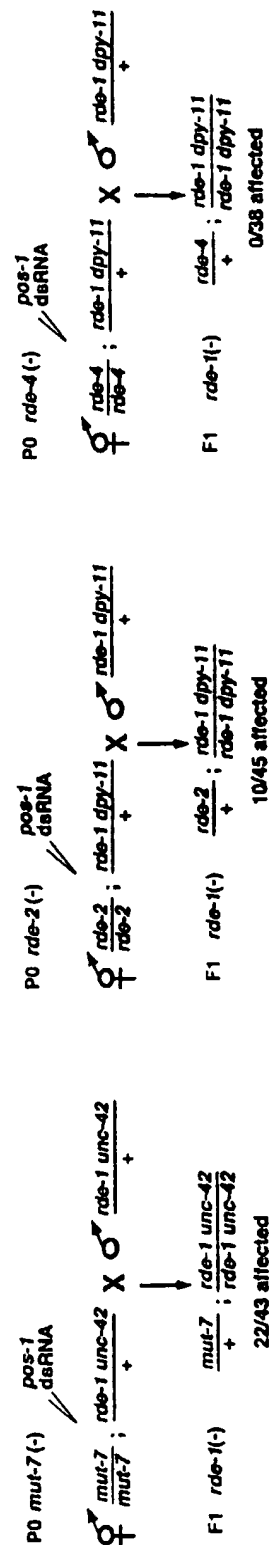 P0 mut-7 (-)
pos-1
dsRNA
mut-7
mut-7
;
rde-1 unc-42
+
X
rde-1 unc-42
+
F1 rde-1(-)
mut-7
+
;
rde-1 unc-42
rde-1 unc-42
22/43 affected
P0 rde-2 (-)
pos-1
dsRNA
rde-2
rde-2
;
rde-1 dpy-11
+
X
rde-1 dpy-11
+
F1 rde-1(-)
rde-2
+
;
rde-1 dpy-11
rde-1 dpy-11
10/45 affected
P0 rde-4 (-)
pos-1
dsRNA
rde-4
rde-4
;
rde-1 dpy-11
+
X
rde-1 dpy-11
+
F1 rde-1(-)
rde-4
+
;
rde-1 dpy-11
rde-1 dpy-11
0/38 affected